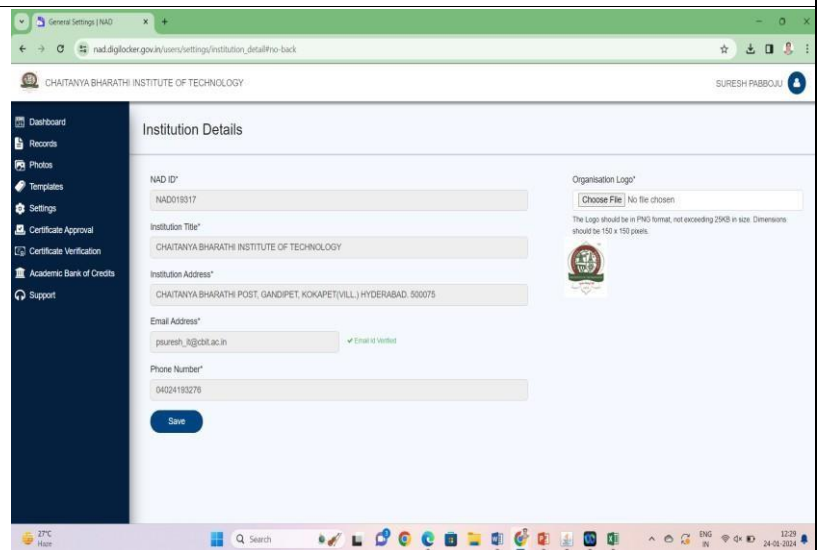 General Settings | NAD
nad.digilocker.gov.in/users/settings/institution_detail#no-back
CHAITANYA BHARATHI INSTITUTE OF TECHNOLOGY
SURESH PABBOJU
Dashboard
Records
Photos
Templates
Settings
Certificate Approval
Certificate Verification
Academic Bank of Credits
Support
Institution Details
NAD ID*
NAD019317
Institution Title*
CHAITANYA BHARATHI INSTITUTE OF TECHNOLOGY
Institution Address*
CHAITANYA BHARATHI POST, GANDIPET, KOKAPET(VILL.) HYDERABAD. 500075
Email Address*
psuresh_it@cbit.ac.in
Email Id Verified
Phone Number*
04024193276
Save
Organisation Logo*
Choose File No file chosen
The Logo should be in PNG format, not exceeding 25KB in size. Dimensions
should be 150 x 150 pixels.
27°C
Haze
Search
ENG
IN
12:29
24-01-2024